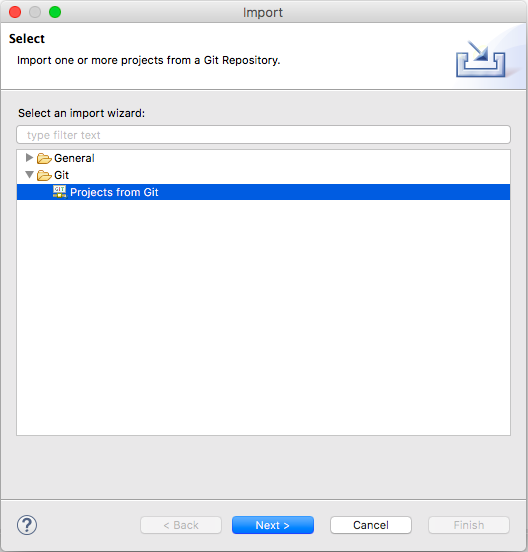 Import
Select
Import one or more projects from a Git Repository.
Select an import wizard:
type filter text
General
Git
GIT Projects from Git
? < Back Next > Cancel Finish